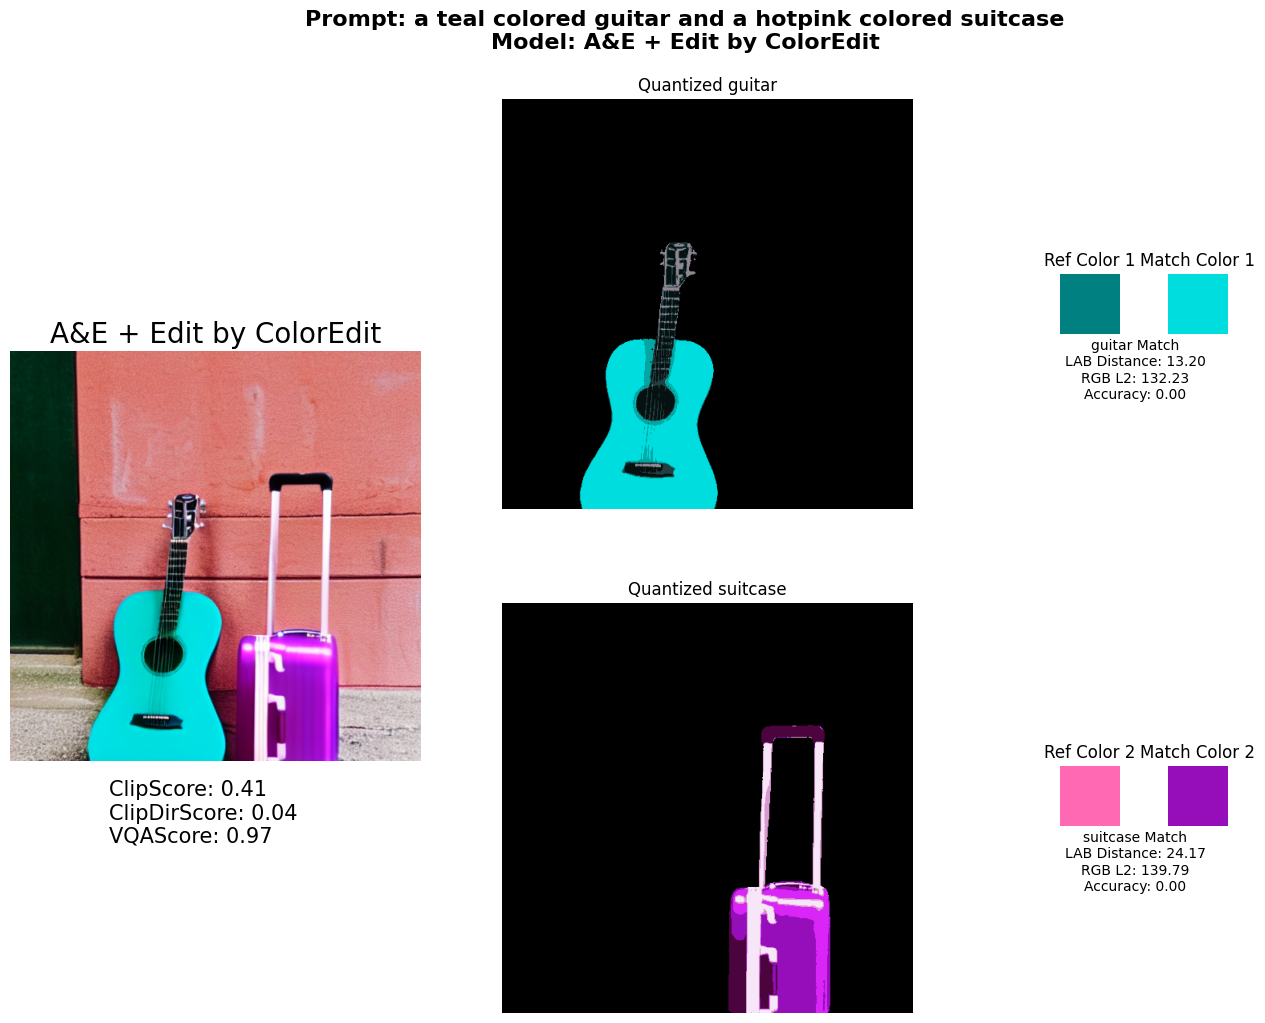 Prompt: a teal colored guitar and a hotpink colored suitcase
Model: A&E + Edit by ColorEdit
Quantized guitar
Ref Color 1 Match Color 1
guitar Match
LAB Distance: 13.20
RGB L2: 132.23
Accuracy: 0.00
A&E + Edit by ColorEdit
Quantized suitcase
Ref Color 2 Match Color 2
suitcase Match
LAB Distance: 24.17
RGB L2: 139.79
Accuracy: 0.00
ClipScore: 0.41
ClipDirScore: 0.04
VQAScore: 0.97